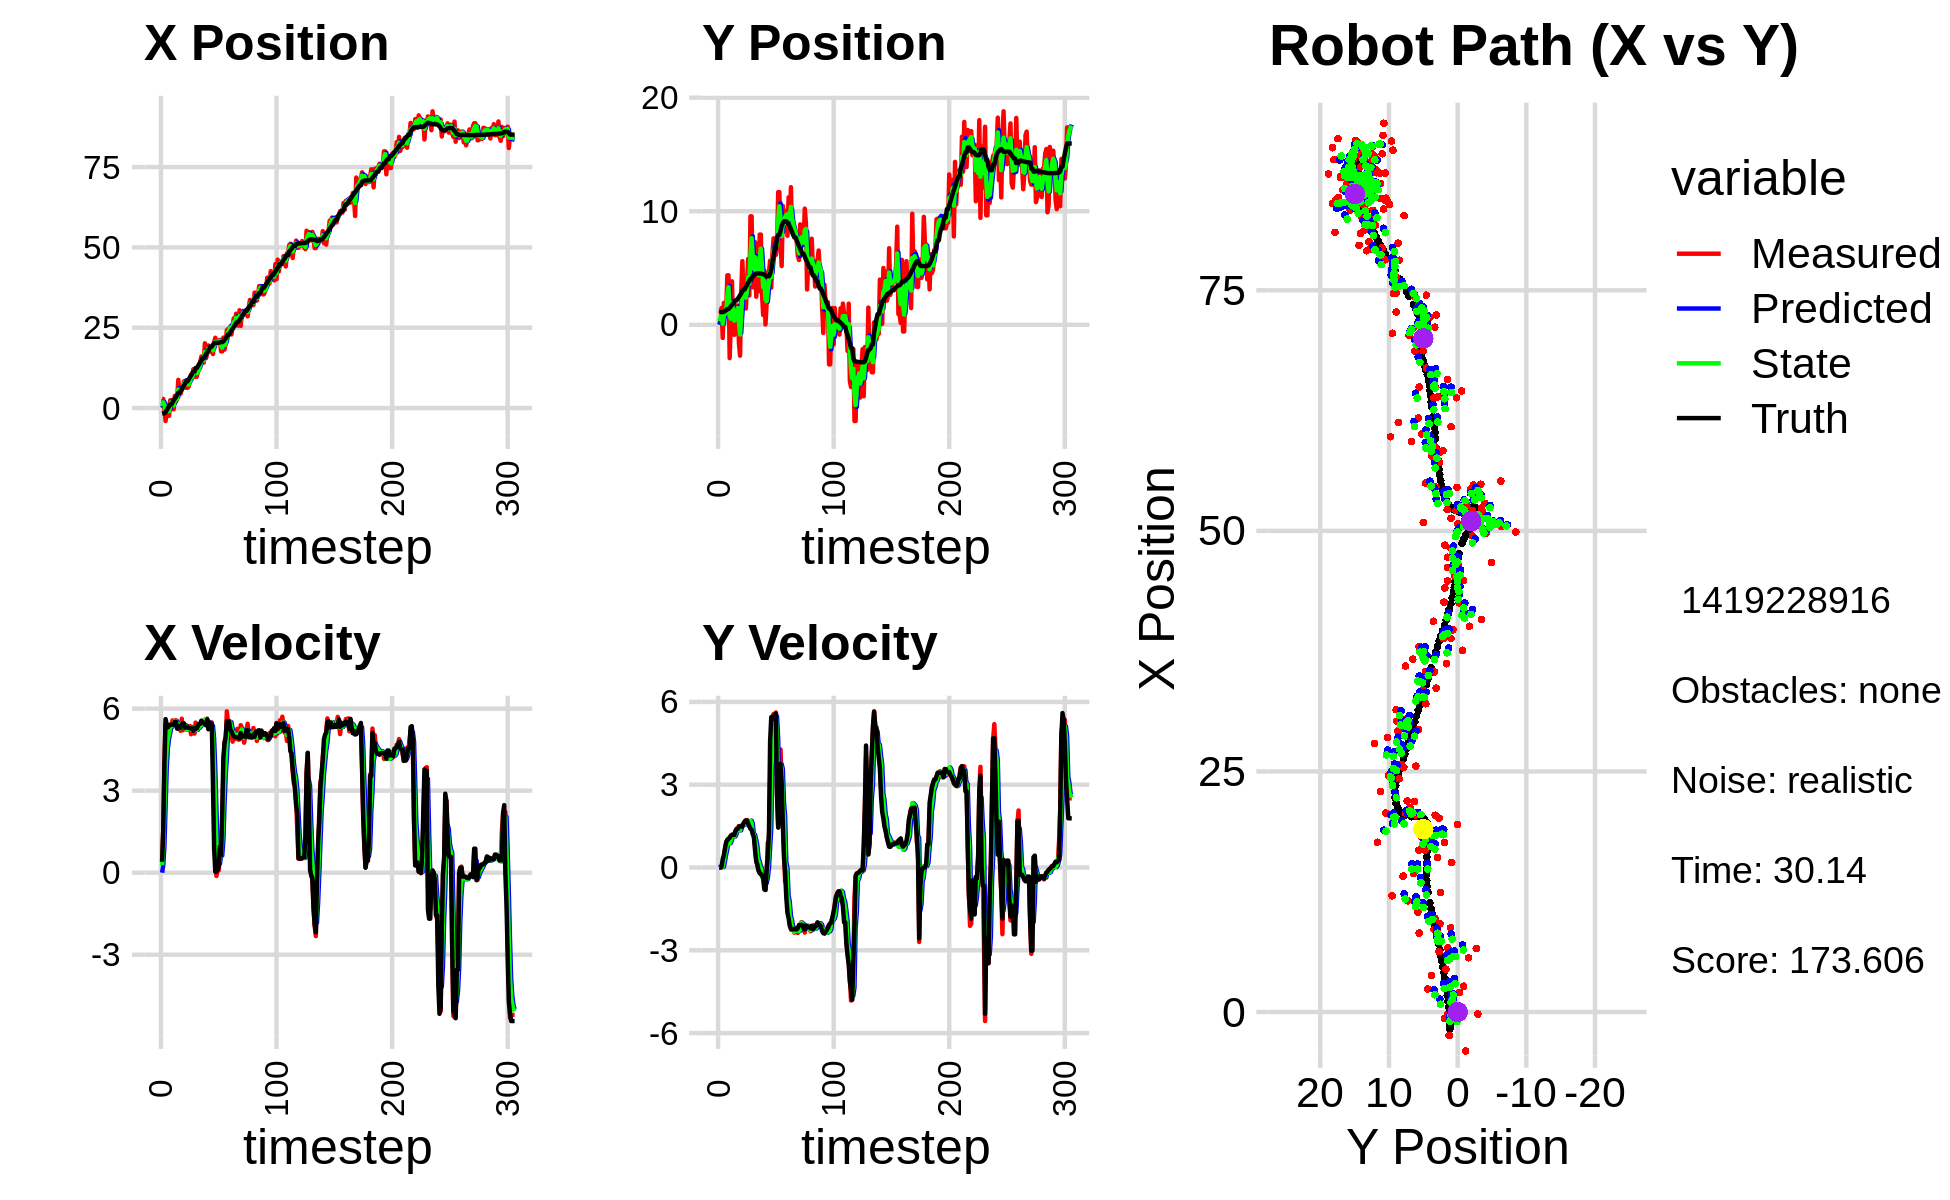 X Position
75
50
25
0
0
100
200
300
timestep
Y Position
20
10
0
0
100
200
300
timestep
X Velocity
6
3
0
-3
0
100
200
300
timestep
Y Velocity
6
3
0
-3
-6
0
100
200
300
timestep
Robot Path (X vs Y)
X Position
75
50
25
0
20 10 0 -10 -20
Y Position
variable
Measured
Predicted
State
Truth
1419228916
Obstacles: none
Noise: realistic
Time: 30.14
Score: 173.606